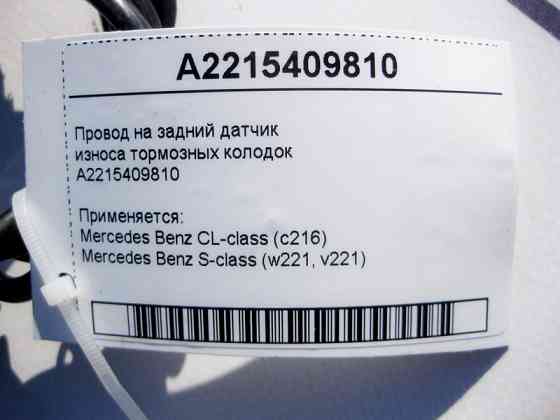 A2215409810
Провод на задний датчик
износа тормозных колодок
A2215409810
Применяется:
Mercedes Benz CL-class (c216)
Mercedes Benz S-class (w221, v221)